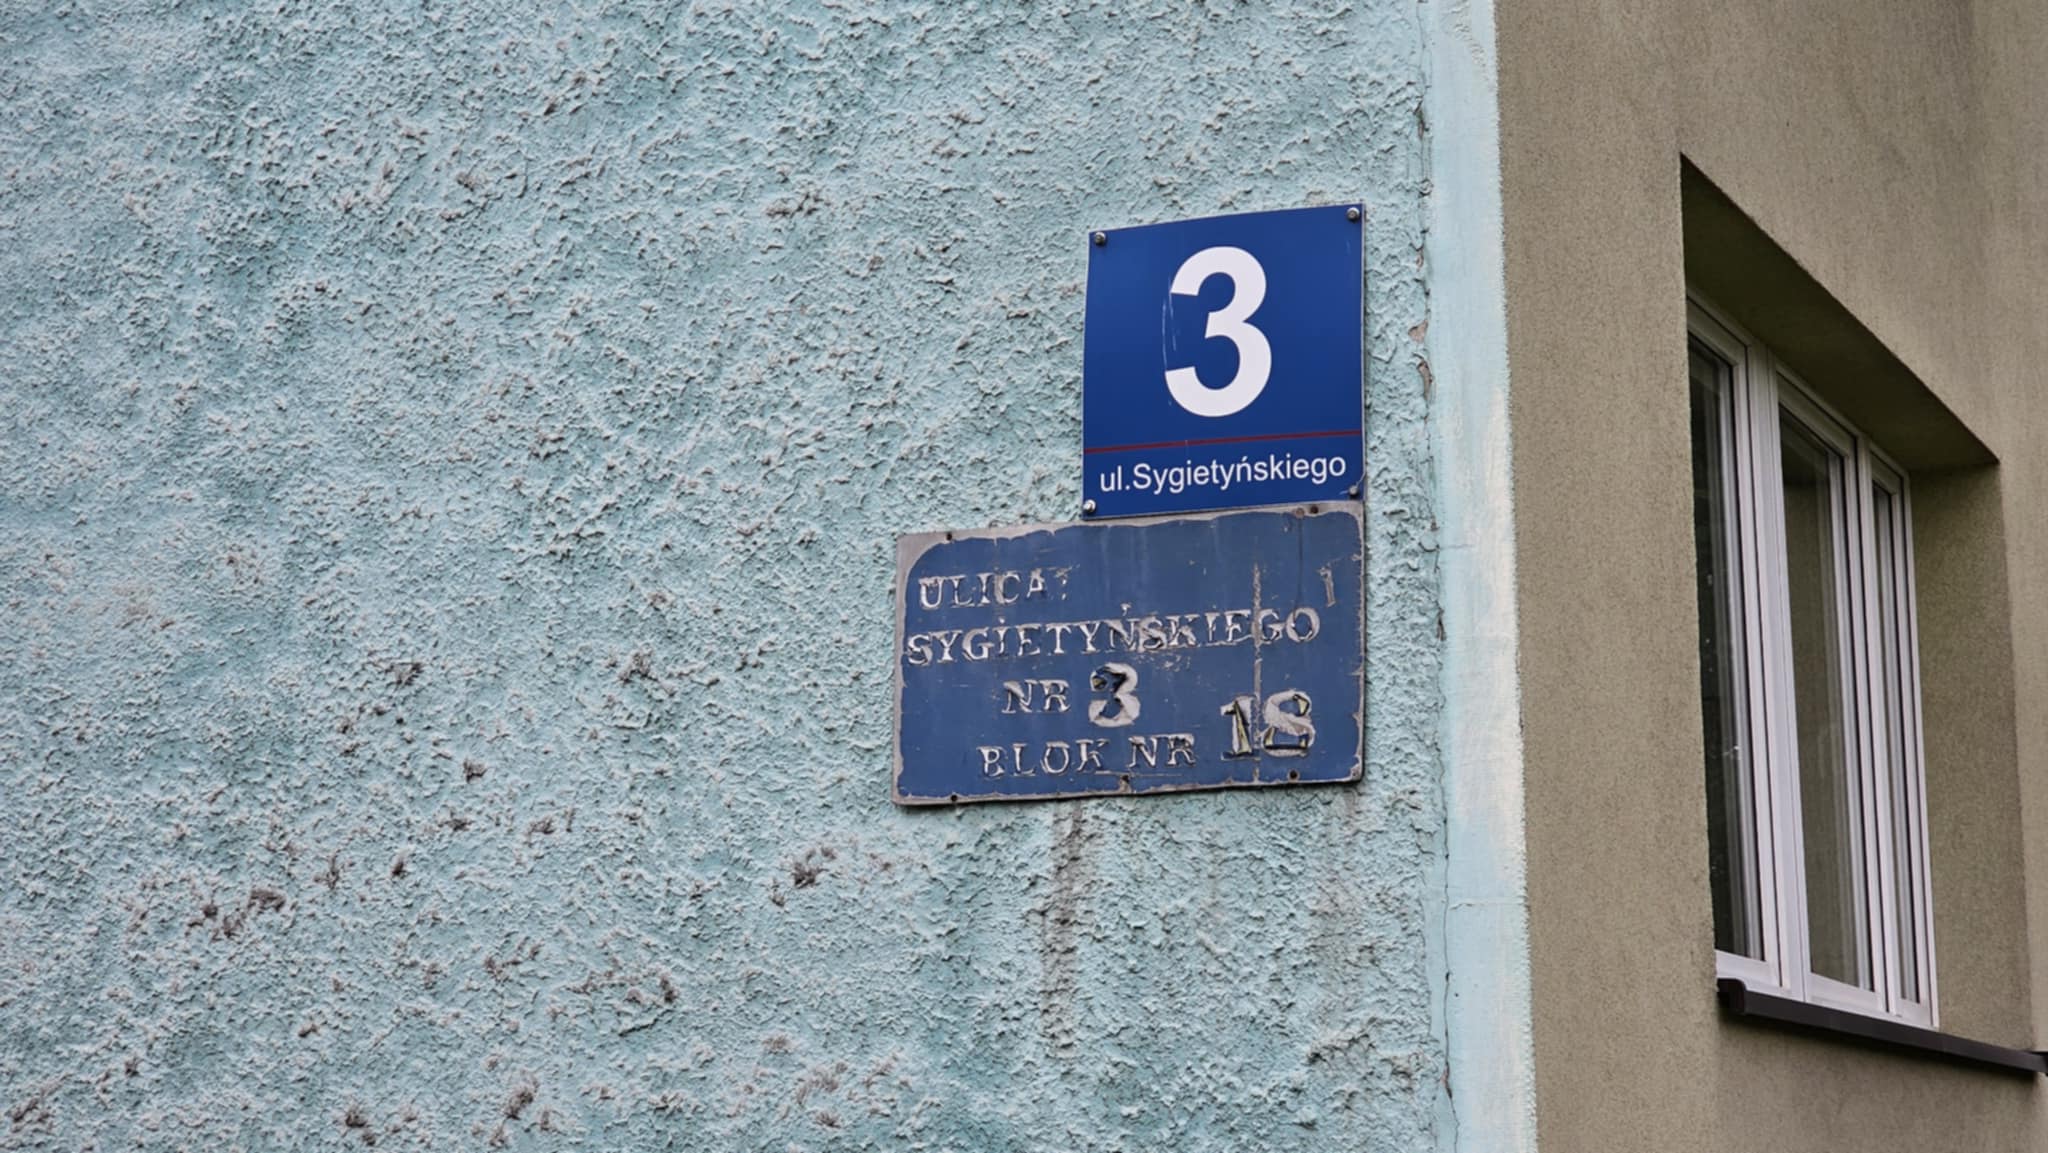 3
ul.Sygietyńskiego
ULICA:
SYGIETYŃSKIEGO
NR 3
BLOK NR 18